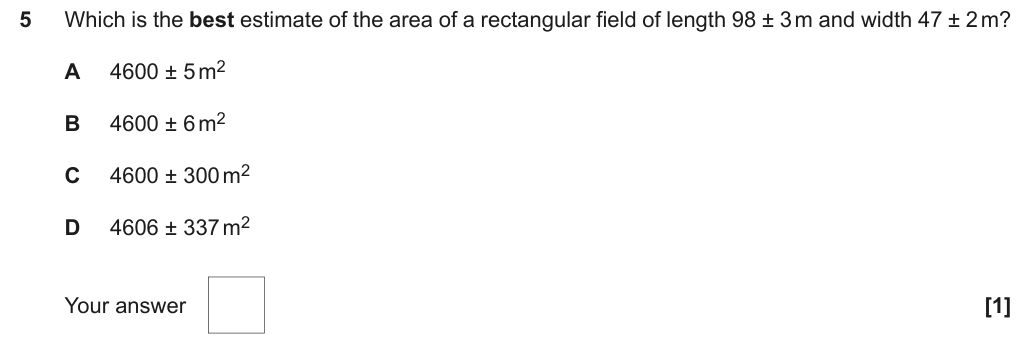 5 Which is the best estimate of the area of a rectangular field of length 98 ± 3 m and width 47 ± 2 m?
A 4600 ± 5 m²
B 4600 ± 6 m²
C 4600 ± 300 m²
D 4606 ± 337 m²
Your answer [1]